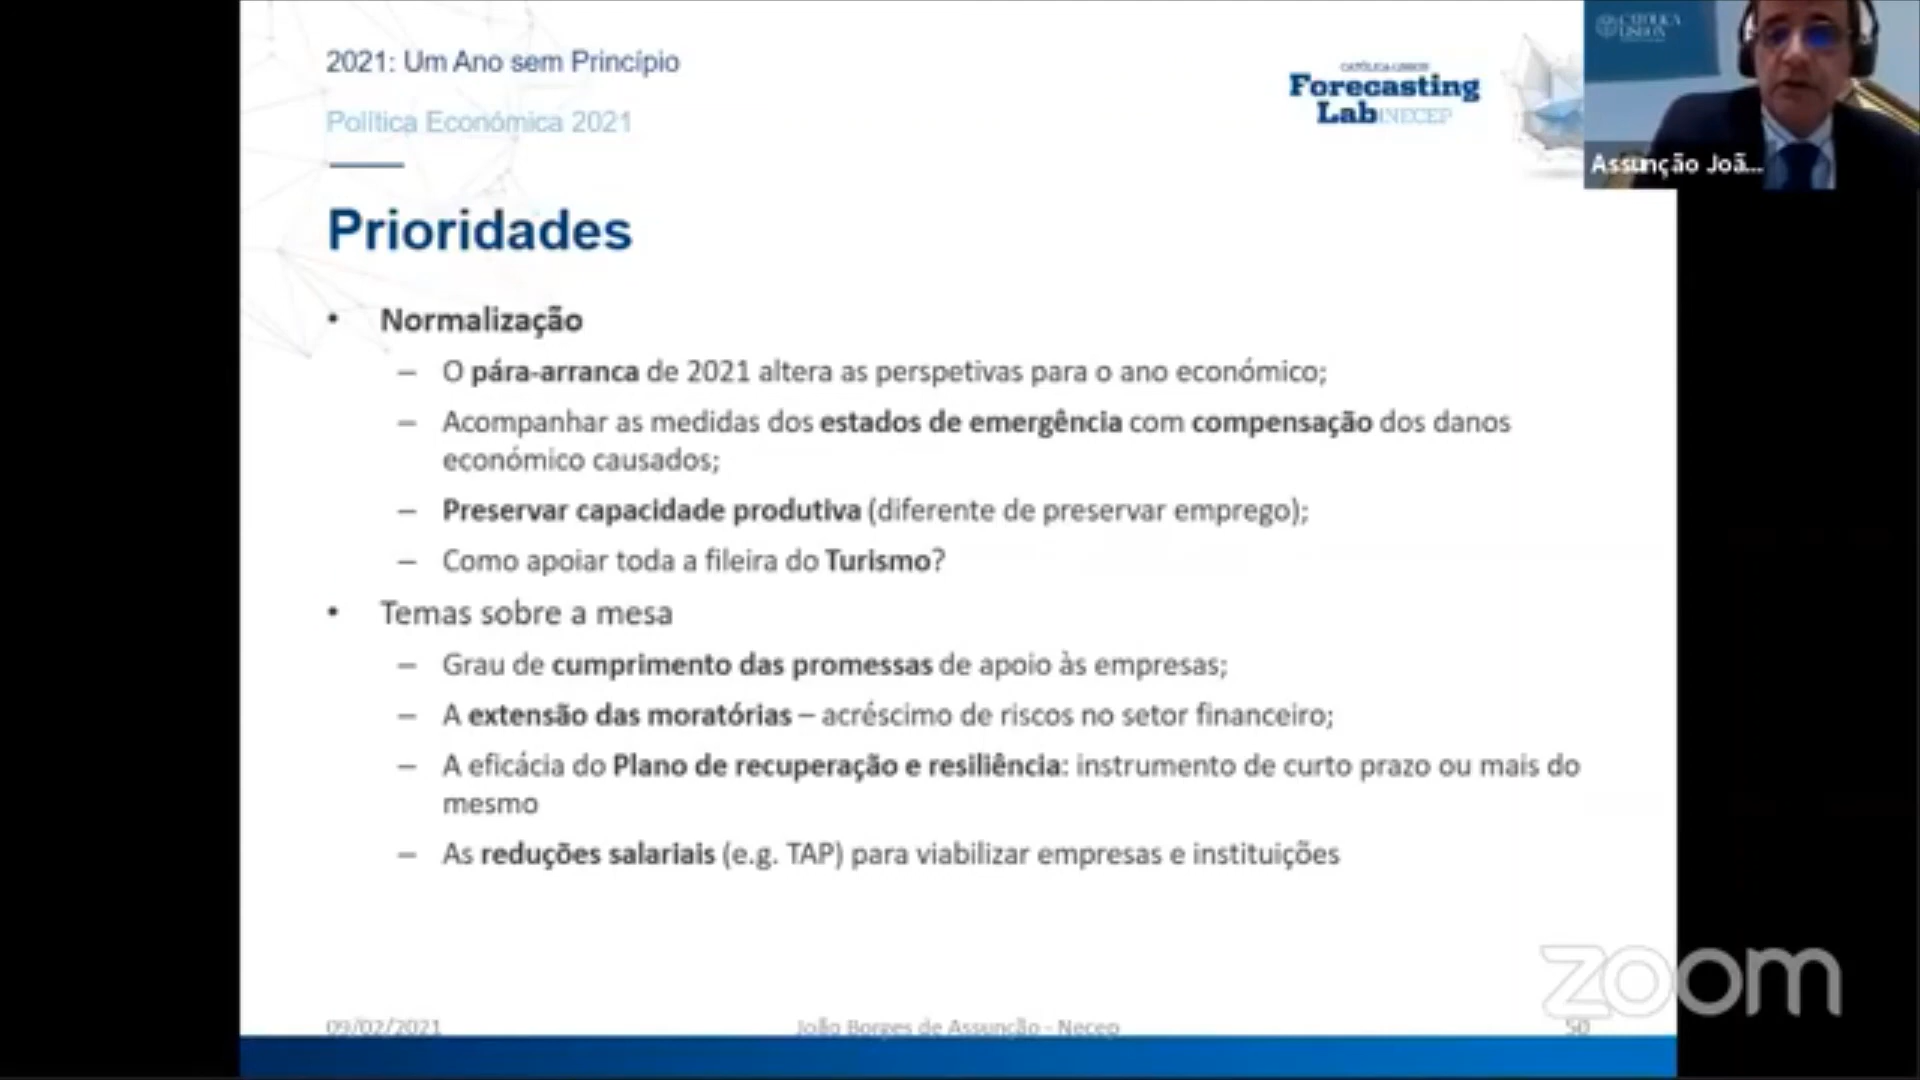 2021: Um Ano sem Princípio
Política Económica 2021
CATÓLICA-LISBON
Forecasting
LabNECEP
CATÓLICA
LISBON
Assunção Joã...
Prioridades
• Normalização
– O pára-arranca de 2021 altera as perspetivas para o ano económico;
– Acompanhar as medidas dos estados de emergência com compensação dos danos
económico causados;
– Preservar capacidade produtiva (diferente de preservar emprego);
– Como apoiar toda a fileira do Turismo?
• Temas sobre a mesa
– Grau de cumprimento das promessas de apoio às empresas;
– A extensão das moratórias – acréscimo de riscos no setor financeiro;
– A eficácia do Plano de recuperação e resiliência: instrumento de curto prazo ou mais do
mesmo
– As reduções salariais (e.g. TAP) para viabilizar empresas e instituições
zoom
09/02/2021
João Borges de Assunção - Necep
50